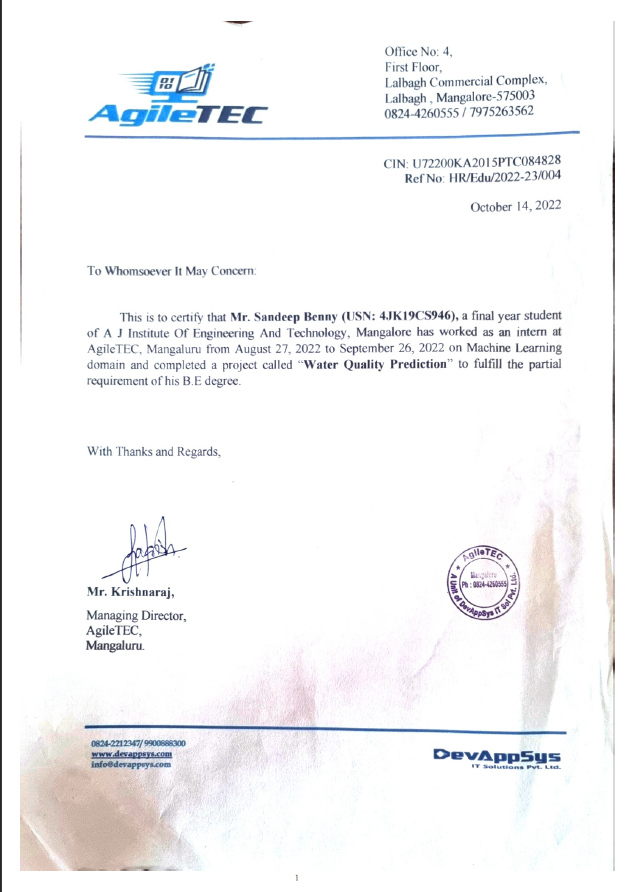 Office No: 4,
First Floor,
Lalbagh Commercial Complex,
Lalbagh , Mangalore-575003
0824-4260555 / 7975263562
AgileTEC
CIN: U72200KA2015PTC084828
Ref No: HR/Edu/2022-23/004
October 14, 2022
To Whomsoever It May Concern:
This is to certify that Mr. Sandeep Benny (USN: 4JK19CS946), a final year student
of A J Institute Of Engineering And Technology, Mangalore has worked as an intern at
AgileTEC, Mangaluru from August 27, 2022 to September 26, 2022 on Machine Learning
domain and completed a project called “Water Quality Prediction” to fulfill the partial
requirement of his B.E degree.
With Thanks and Regards,
Mr. Krishnaraj,
Managing Director,
AgileTEC,
Mangaluru.
AgileTEC
Mangalore
Ph : 0824-4260555
A Unit of DevAppSys IT Sol Pvt. Ltd.
0824-2212347/ 9900888300
www.devappsys.com
info@devappsys.com
DevAppSys
IT Solutions Pvt. Ltd.
1